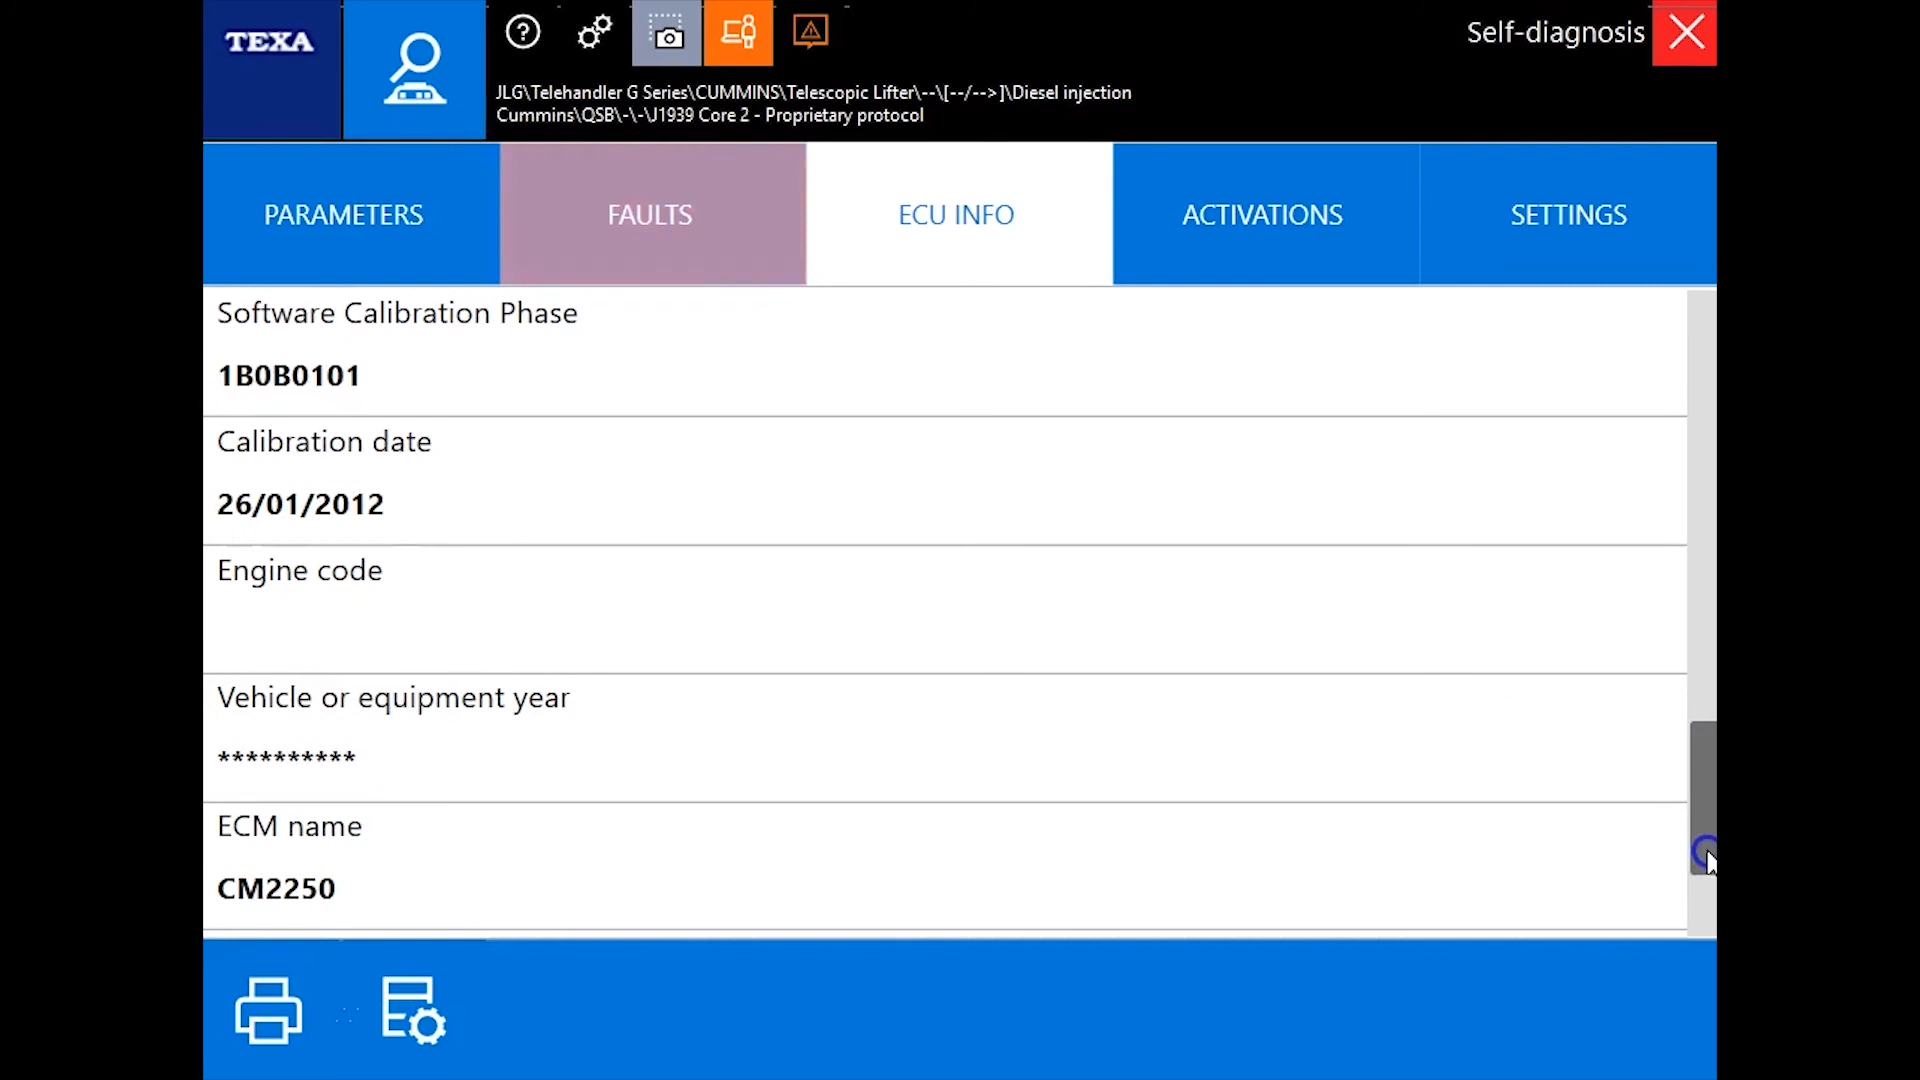 TEXA
Self-diagnosis
JLG\Telehandler G Series\CUMMINS\Telescopic Lifter\--\[--/-->]\Diesel injection
Cummins\QSB\-\-\J1939 Core 2 - Proprietary protocol
PARAMETERS
FAULTS
ECU INFO
ACTIVATIONS
SETTINGS
Software Calibration Phase
1B0B0101
Calibration date
26/01/2012
Engine code
Vehicle or equipment year
**********
ECM name
CM2250